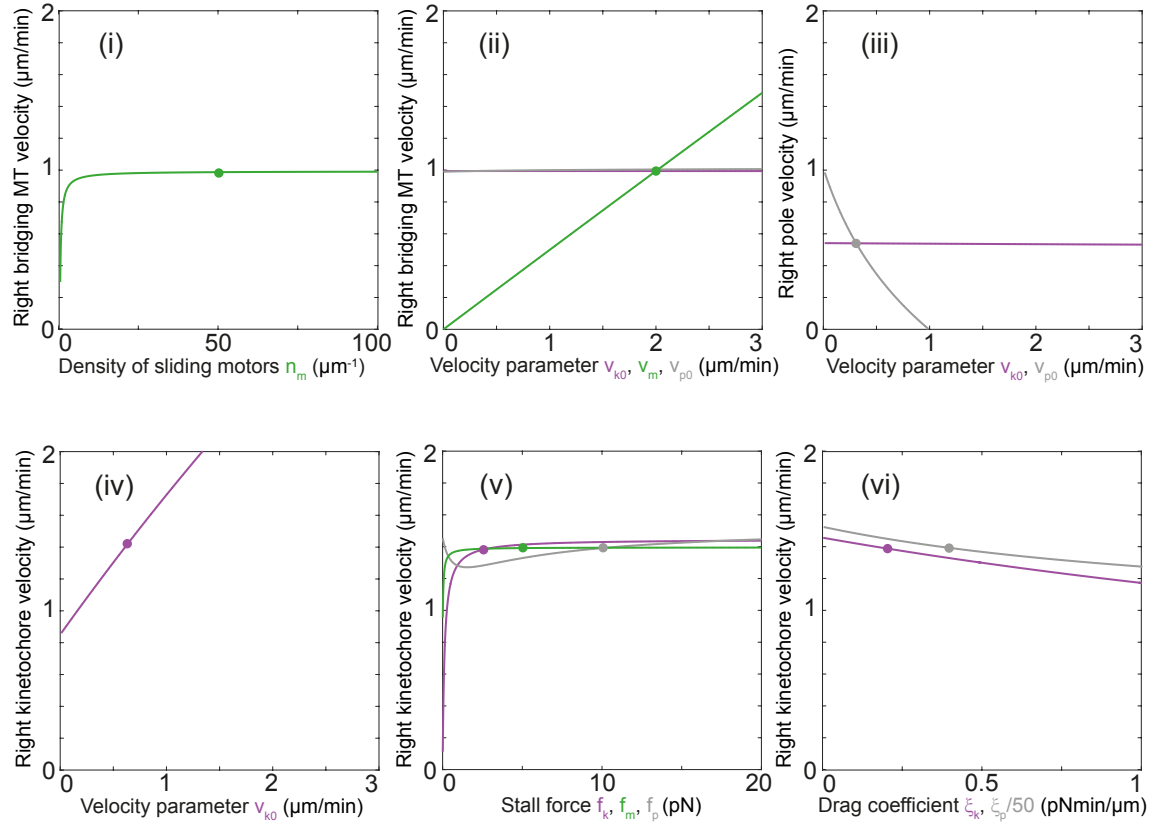 (i)
Right bridging MT velocity (µm/min)
2
1
0
0
50
100
Density of sliding motors n_m (µm⁻¹)
(ii)
Right bridging MT velocity (µm/min)
2
1
0
0
1
2
3
Velocity parameter v_k0, v_m, v_p0 (µm/min)
(iii)
Right pole velocity (µm/min)
2
1
0
0
1
2
3
Velocity parameter v_k0, v_p0 (µm/min)
(iv)
Right kinetochore velocity (µm/min)
2
1
0
0
1
2
3
Velocity parameter v_k0 (µm/min)
(v)
Right kinetochore velocity (µm/min)
2
1
0
0
10
20
Stall force f_k, f_m, f_p (pN)
(vi)
Right kinetochore velocity (µm/min)
2
1
0
0
0.5
1
Drag coefficient ξ_k, ξ_p/50 (pNmin/µm)